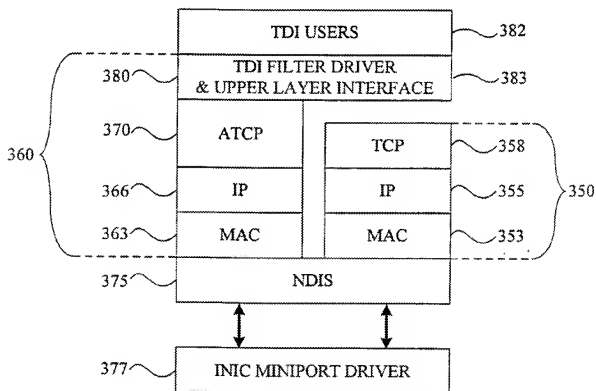 TDI USERS
382
380
TDI FILTER DRIVER
& UPPER LAYER INTERFACE
383
370
ATCP
TCP
358
360
366
IP
IP
355
350
363
MAC
MAC
353
375
NDIS
377
INIC MINIPORT DRIVER